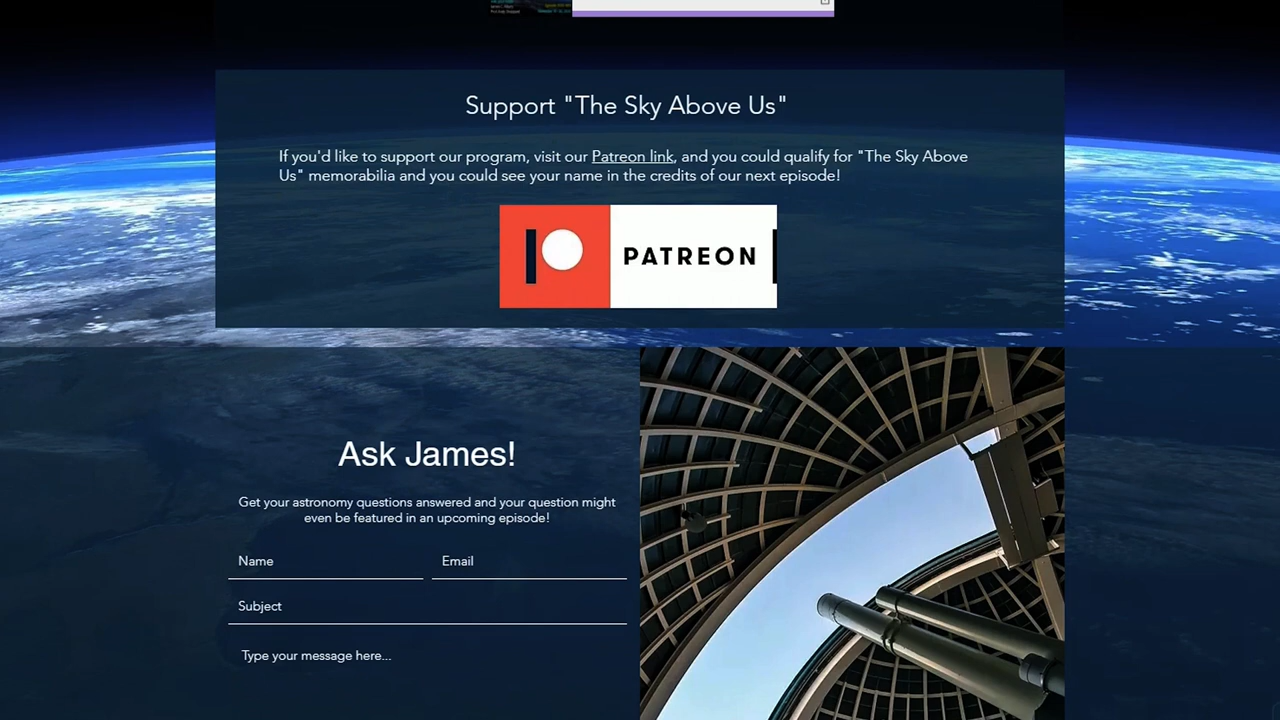 Support "The Sky Above Us"
If you'd like to support our program, visit our Patreon link, and you could qualify for "The Sky Above
Us" memorabilia and you could see your name in the credits of our next episode!
PATREON
Ask James!
Get your astronomy questions answered and your question might
even be featured in an upcoming episode!
Name
Email
Subject
Type your message here...